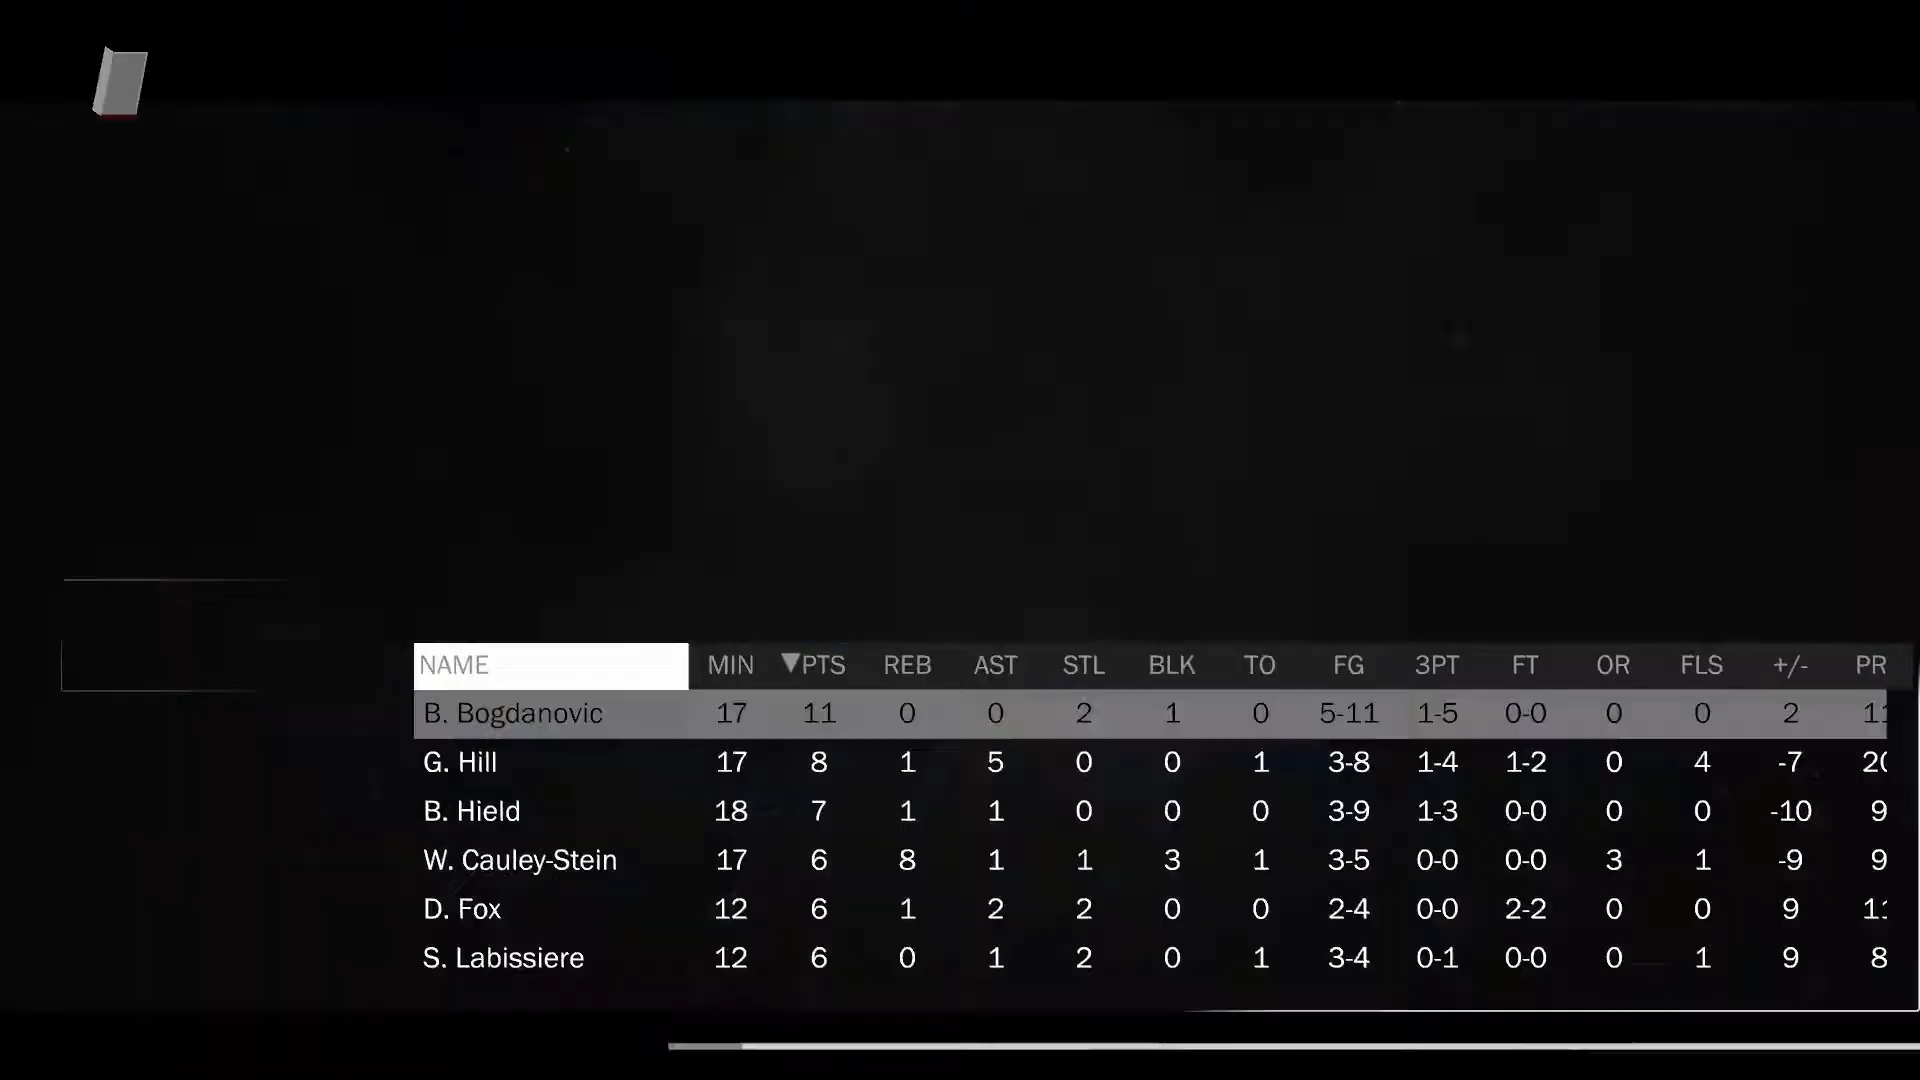 NAME MIN ▼PTS REB AST STL BLK TO FG 3PT FT OR FLS +/- PR
B. Bogdanovic 17 11 0 0 2 1 0 5-11 1-5 0-0 0 0 2
G. Hill 17 8 1 5 0 0 1 3-8 1-4 1-2 0 4 -7
B. Hield 18 7 1 1 0 0 0 3-9 1-3 0-0 0 0 -10 9
W. Cauley-Stein 17 6 8 1 1 3 1 3-5 0-0 0-0 3 1 -9 9
D. Fox 12 6 1 2 2 0 0 2-4 0-0 2-2 0 0 9
S. Labissiere 12 6 0 1 2 0 1 3-4 0-1 0-0 0 1 9 8